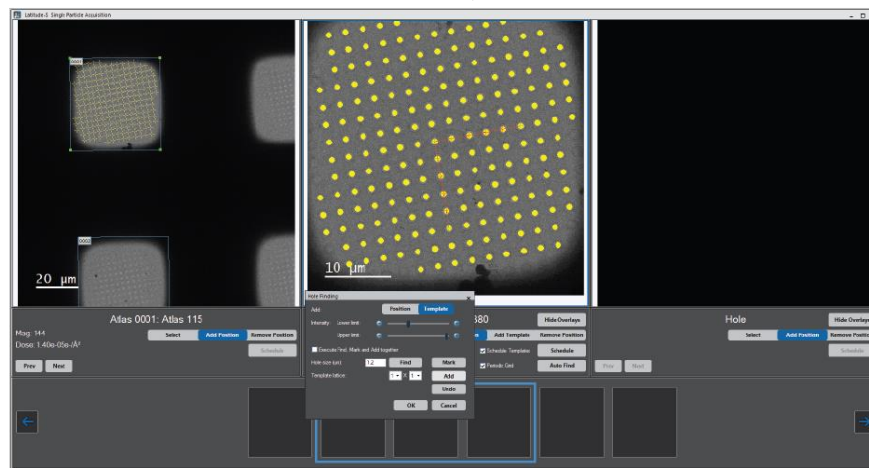 Latitude-S Single Particle Acquisition
0001
0002
20 μm
10 μm
Atlas 0001: Atlas 115
Mag: 144
Dose: 1.40e-05e-/Å²
Select
Add Position
Remove Position
Schedule
Prev
Next
Hole Finding
Add
Position
Template
Intensity :
Lower limit :
Upper limit :
Execute Find, Mark and Add together
Hole size (μm)
1.2
Find
Mark
Template lattice
1 X 1
Add
Undo
OK
Cancel
380
Hide Overlays
Add Template
Remove Position
Schedule Template
Schedule
Periodic Grid
Auto Find
Hole
Hide Overlays
Select
Add Position
Remove Position
Schedule
Prev
Next